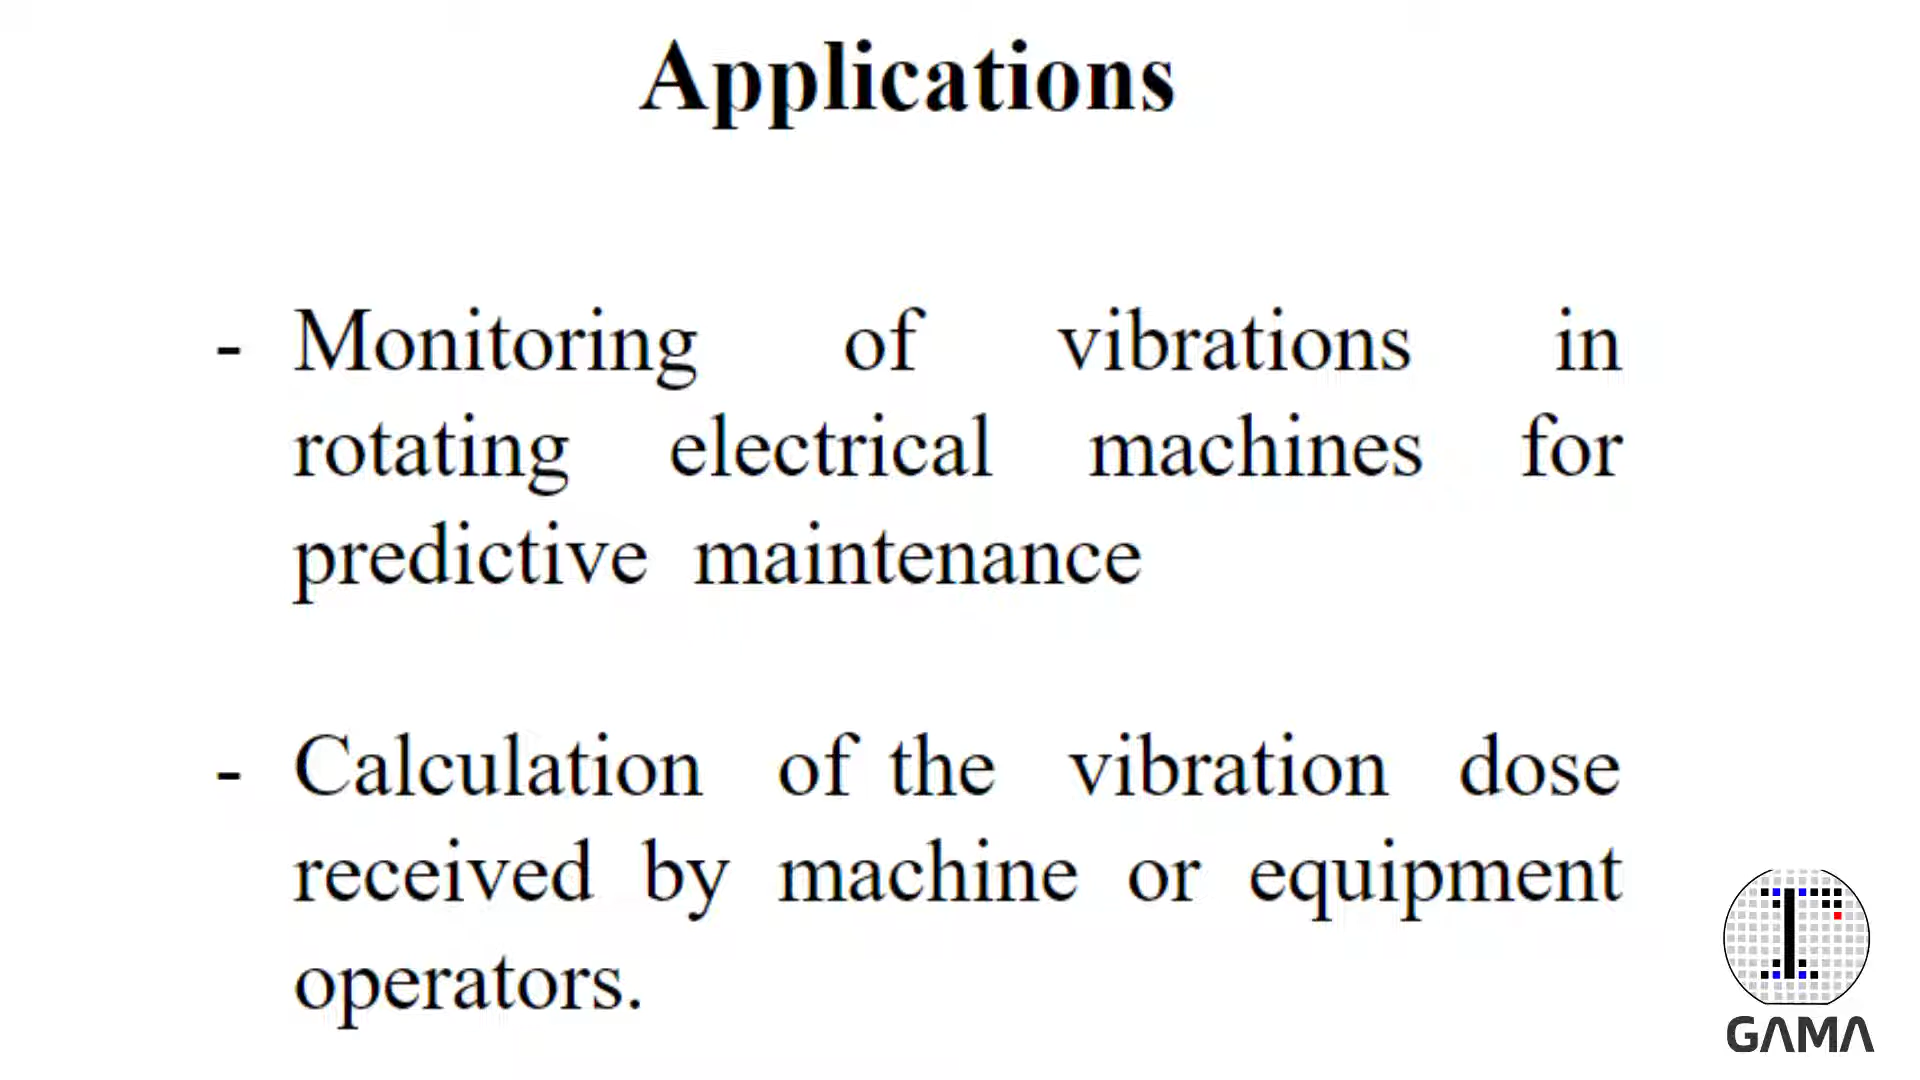 Applications
- Monitoring of vibrations in
rotating electrical machines for
predictive maintenance
- Calculation of the vibration dose
received by machine or equipment
operators.
GAMA